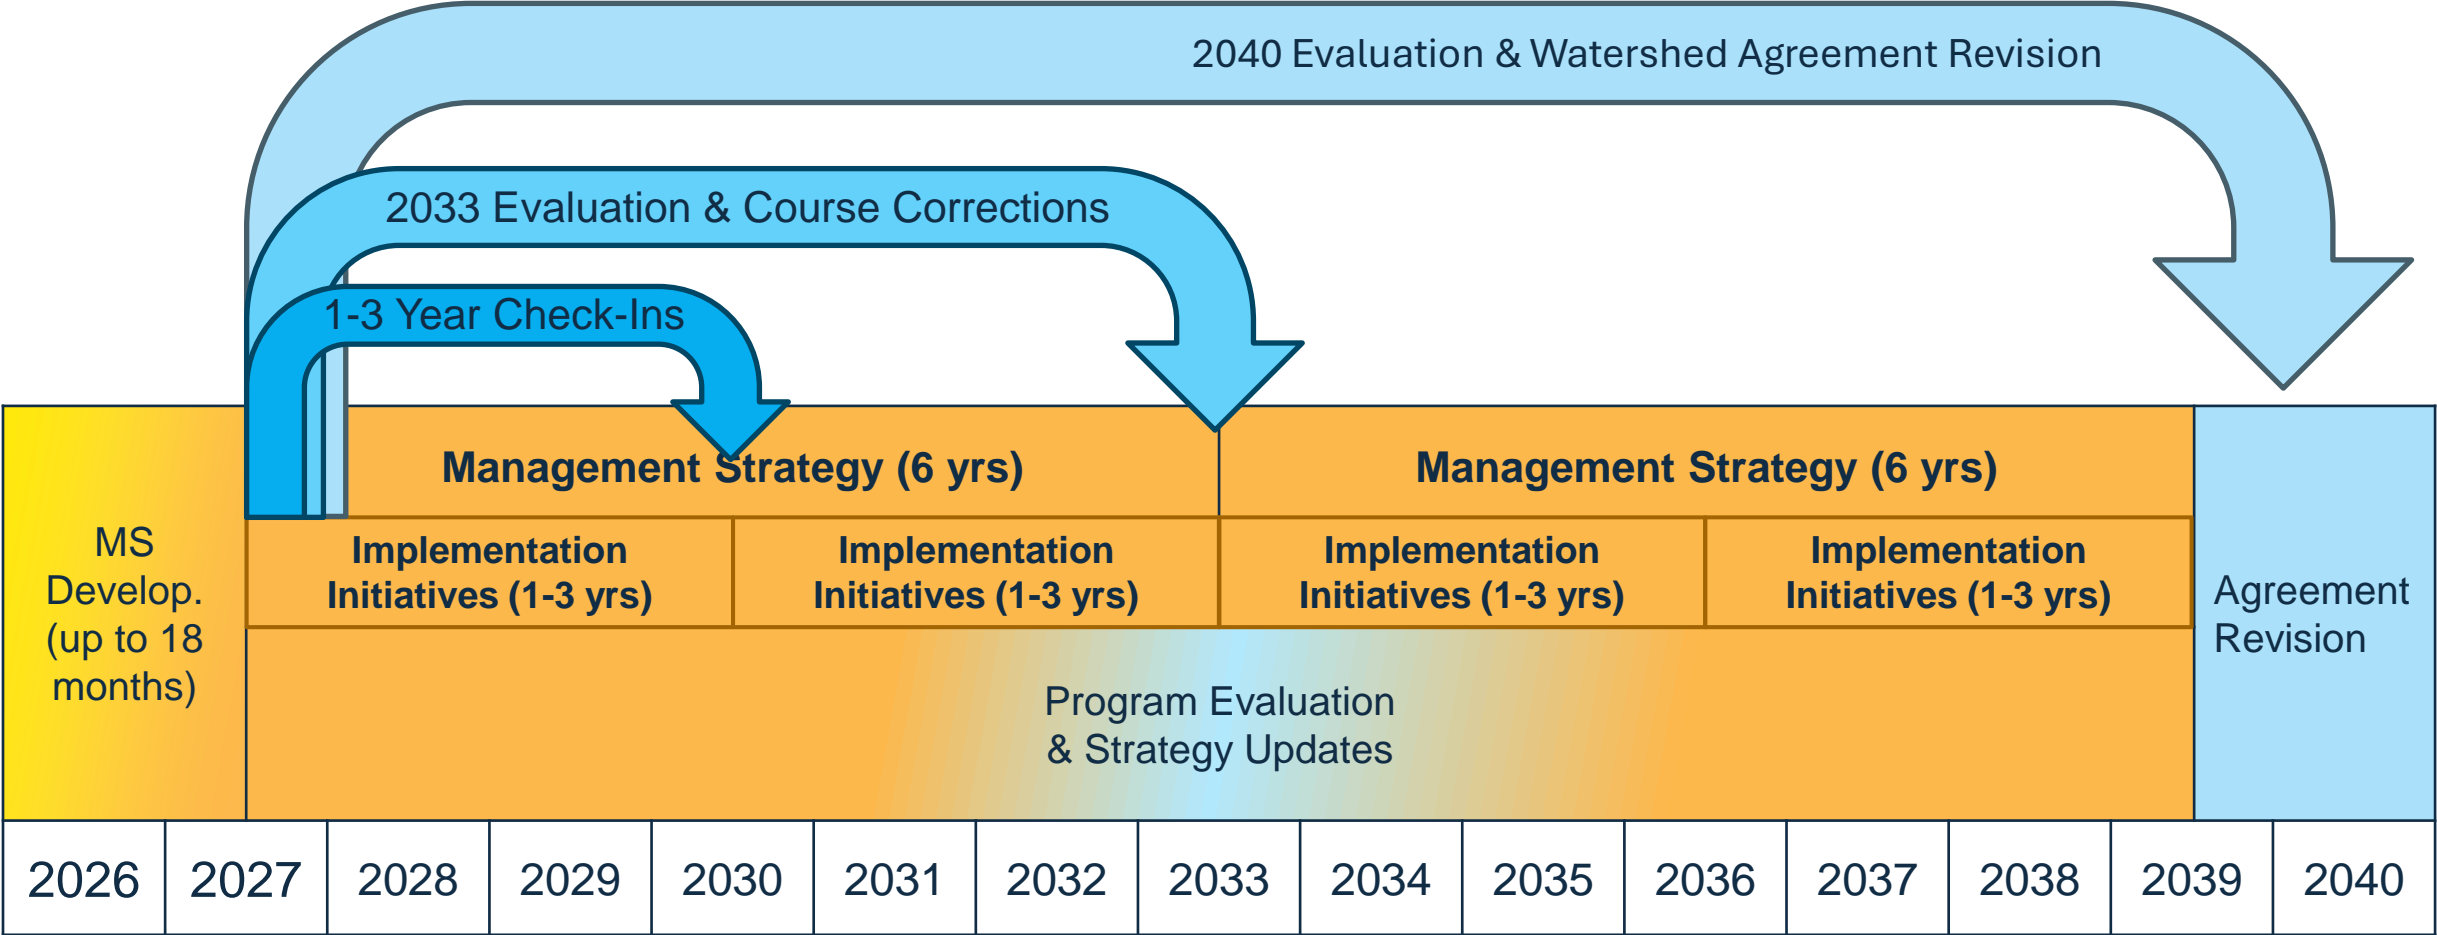 2040 Evaluation & Watershed Agreement Revision
2033 Evaluation & Course Corrections
1-3 Year Check-Ins
MS
Develop.
(up to 18
months)
Management Strategy (6 yrs)
Management Strategy (6 yrs)
Implementation
Initiatives (1-3 yrs)
Implementation
Initiatives (1-3 yrs)
Implementation
Initiatives (1-3 yrs)
Implementation
Initiatives (1-3 yrs)
Program Evaluation
& Strategy Updates
Agreement
Revision
2026 2027 2028 2029 2030 2031 2032 2033 2034 2035 2036 2037 2038 2039 2040